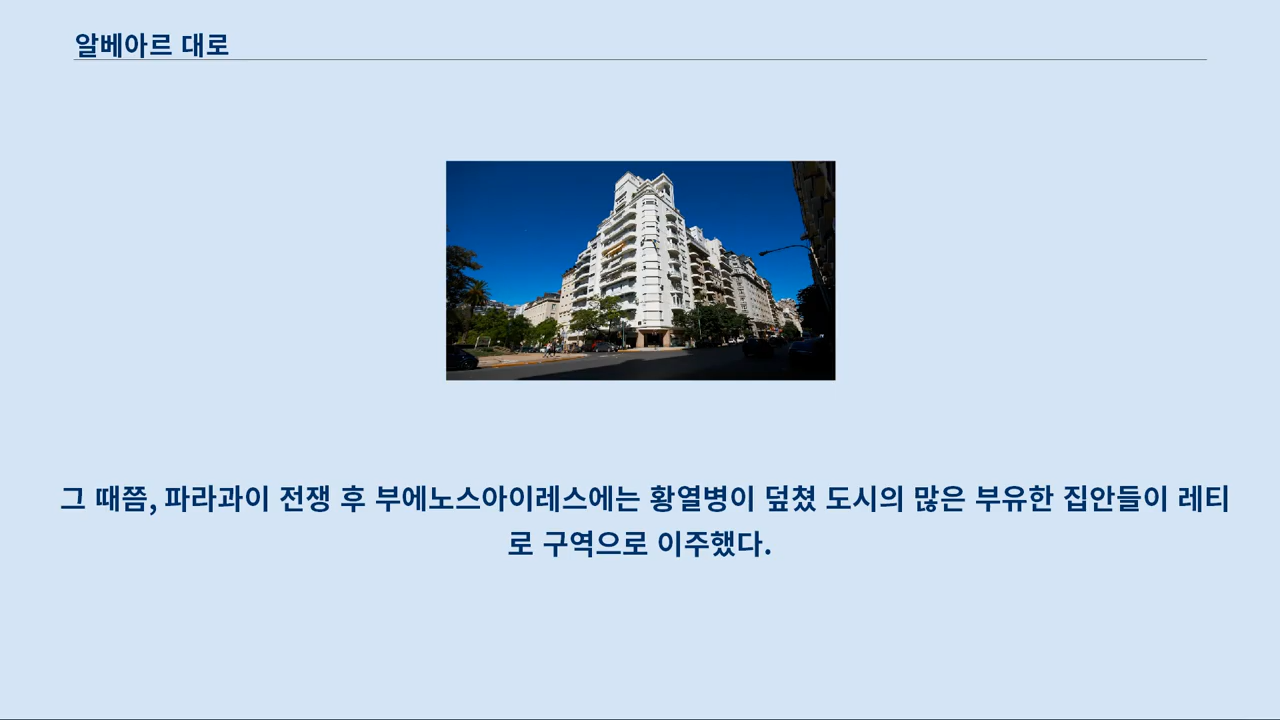 알베아르 대로
그 때쯤, 파라과이 전쟁 후 부에노스아이레스에는 황열병이 덮쳤 도시의 많은 부유한 집안들이 레티
로 구역으로 이주했다.